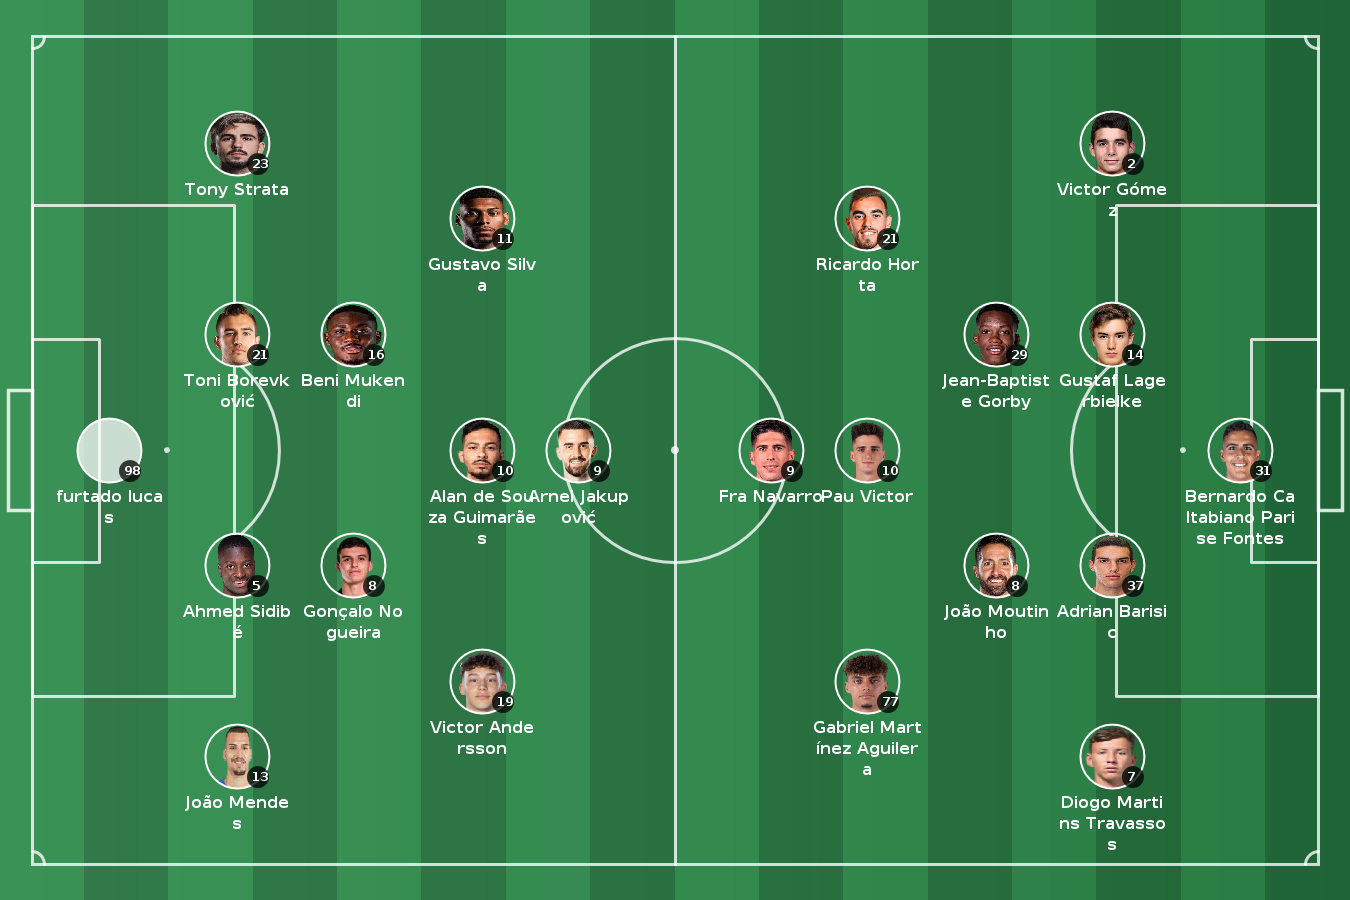 23
Tony Strata
2
Victor Góme
z
11
Gustavo Silv
a
21
Ricardo Hor
ta
21
Toni Borevk
ović
16
Beni Muken
di
29
Jean-Baptist
e Gorby
14
Gustaf Lage
rbielke
98
furtado luca
s
10
Alan de Sou
za Guimarãe
s
9
Arnel Jakup
ović
9
Fra Navarro
10
Pau Victor
31
Bernardo Ca
ltabiano Pari
se Fontes
5
Ahmed Sidib
é
8
Gonçalo No
gueira
8
João Moutin
ho
37
Adrian Barisi
c
19
Victor Ande
rsson
77
Gabriel Mart
ínez Aguiler
a
13
João Mende
s
7
Diogo Marti
ns Travasso
s